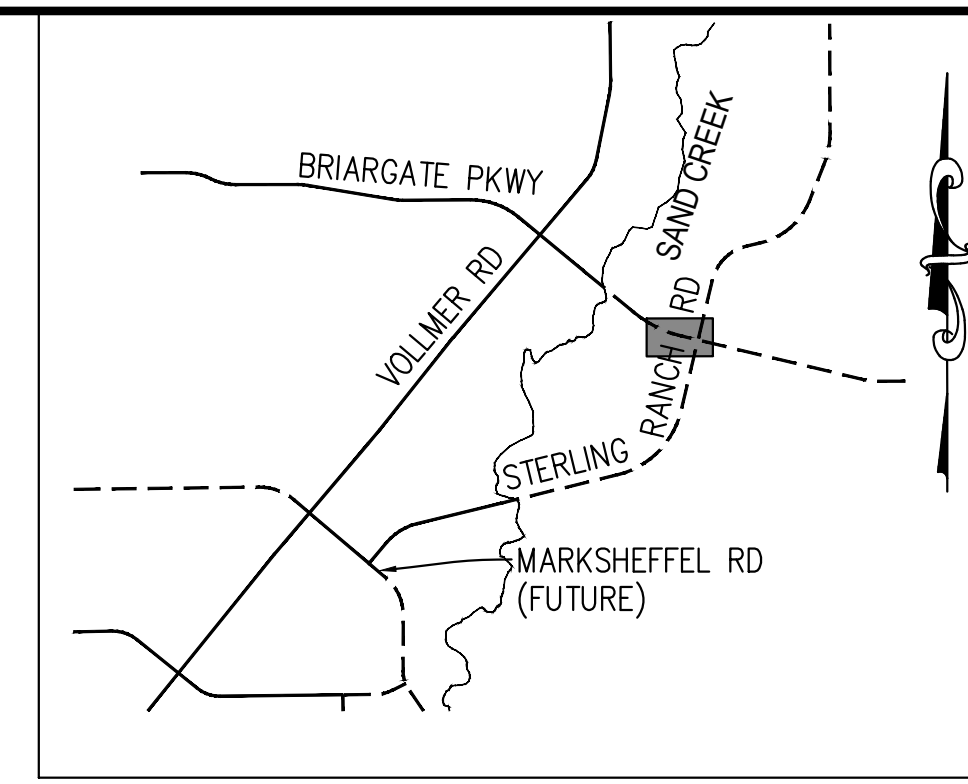 BRIARGATE PKWY
VOLLMER RD
SAND CREEK
STERLING RANCH RD
MARKSHEFFEL RD
(FUTURE)